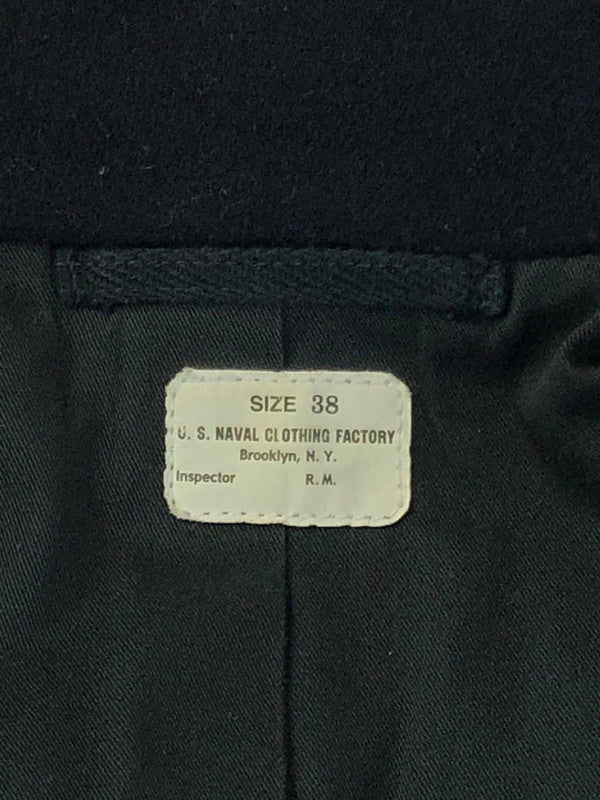 SIZE 38
U. S. NAVAL CLOTHING FACTORY
Brooklyn, N. Y.
Inspector R. M.